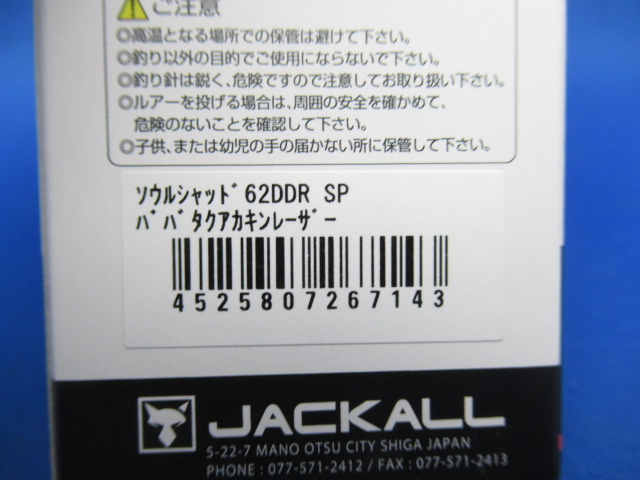 ご注意
◎高温となる場所での保管は避けて下さい。
◎釣り以外の目的でご使用にならないで下さい。
◎釣り針は鋭く、危険ですので注意してお取り扱い下さい。
◎ルアーを投げる場合は、周囲の安全を確かめて、
危険のないことを確認して下さい。
◎子供、または幼児の手の届かない所に保管して下さい。
ｿｳﾙｼｬｯﾄﾞ62DDR SP
ﾊﾞﾊﾞﾀｸｱｶｷﾝﾚｰｻﾞｰ
4525807267143
JACKALL
5-22-7 MANO OTSU CITY SHIGA JAPAN
PHONE : 077-571-2412 / FAX : 077-571-2413